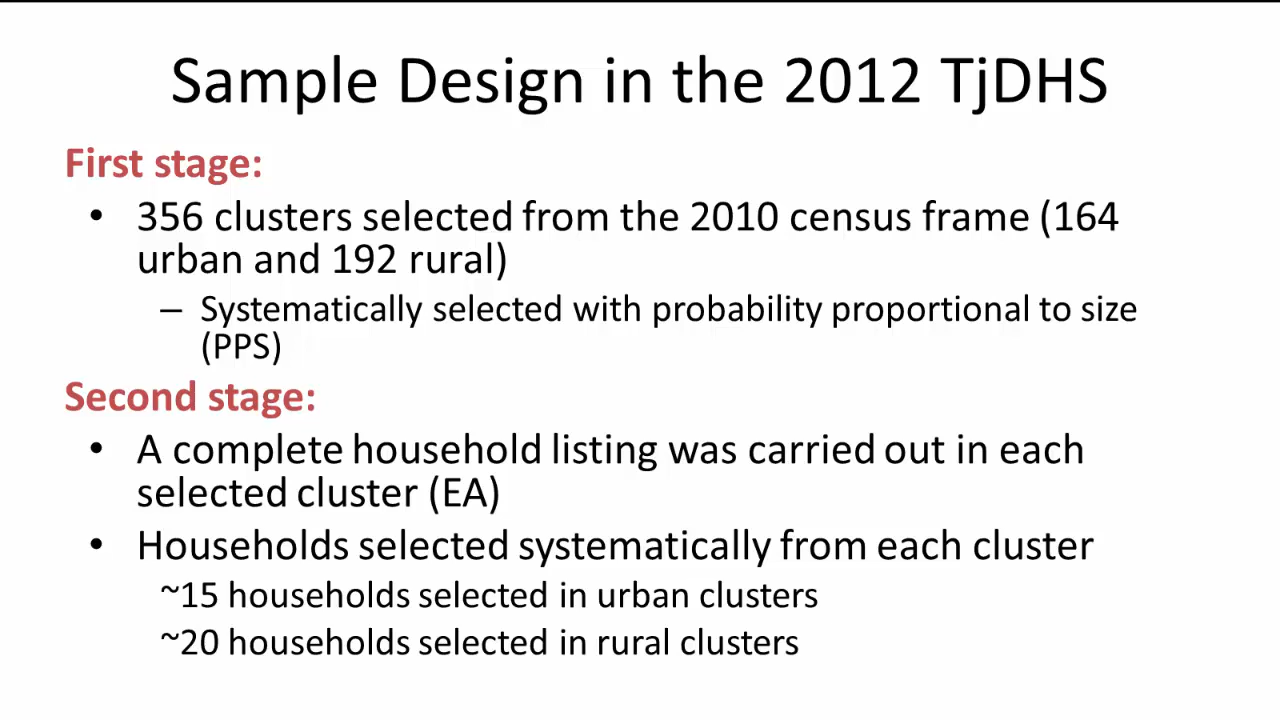 Sample Design in the 2012 TjDHS
First stage:
• 356 clusters selected from the 2010 census frame (164
urban and 192 rural)
– Systematically selected with probability proportional to size
(PPS)
Second stage:
• A complete household listing was carried out in each
selected cluster (EA)
• Households selected systematically from each cluster
~15 households selected in urban clusters
~20 households selected in rural clusters